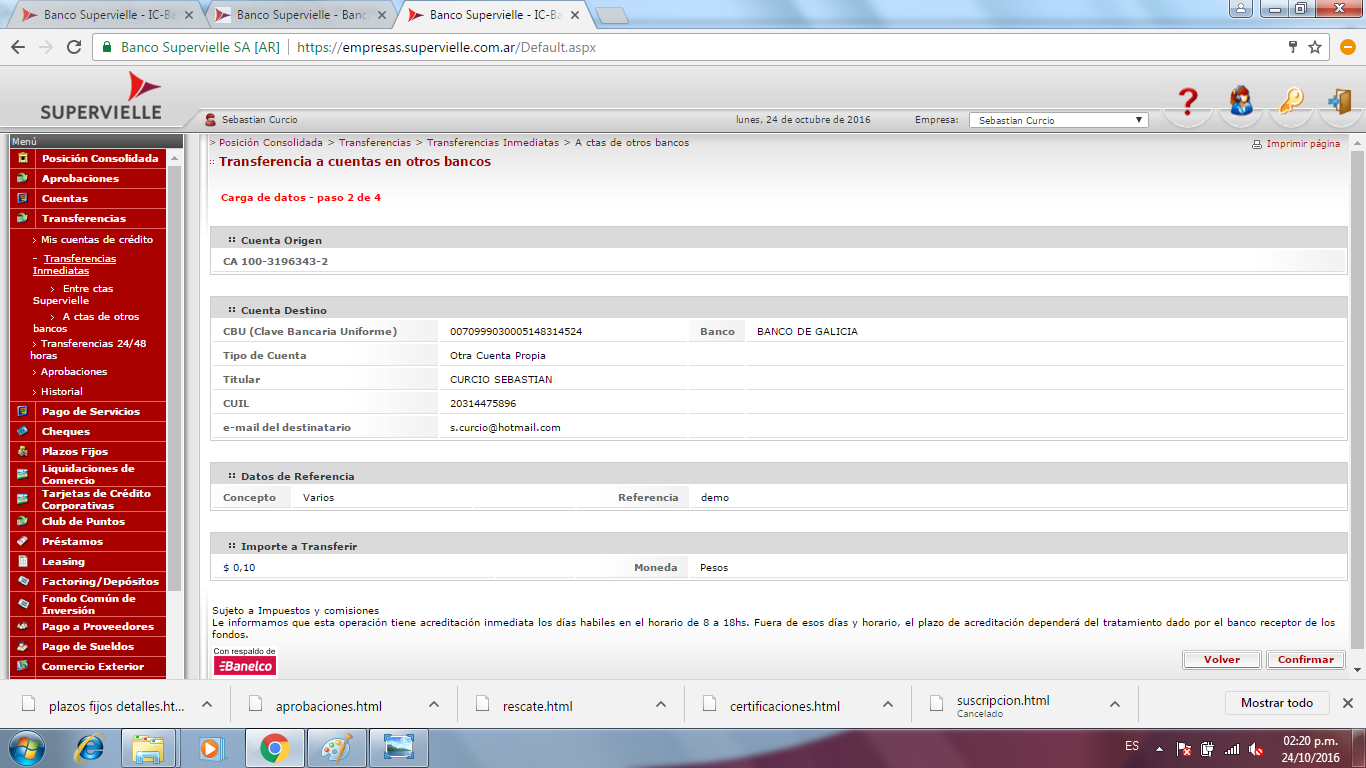 Banco Supervielle - IC-Ba
Banco Supervielle - Banc
Banco Supervielle - IC-Ba
Banco Supervielle SA [AR]
https://empresas.supervielle.com.ar/Default.aspx
SUPERVIELLE
Sebastian Curcio
lunes, 24 de octubre de 2016
Empresa:
Sebastian Curcio
Menú
Posición Consolidada
Aprobaciones
Cuentas
Transferencias
› Mis cuentas de crédito
- Transferencias
Inmediatas
› Entre ctas
Supervielle
› A ctas de otros
bancos
› Transferencias 24/48
horas
› Aprobaciones
› Historial
Pago de Servicios
Cheques
Plazos Fijos
Liquidaciones de
Comercio
Tarjetas de Crédito
Corporativas
Club de Puntos
Préstamos
Leasing
Factoring/Depósitos
Fondo Común de
Inversión
Pago a Proveedores
Pago de Sueldos
Comercio Exterior
> Posición Consolidada > Transferencias > Transferencias Inmediatas > A ctas de otros bancos
Imprimir página
Transferencia a cuentas en otros bancos
Carga de datos - paso 2 de 4
Cuenta Origen
CA 100-3196343-2
Cuenta Destino
CBU (Clave Bancaria Uniforme) 0070999030005148314524 Banco BANCO DE GALICIA
Tipo de Cuenta Otra Cuenta Propia
Titular CURCIO SEBASTIAN
CUIL 20314475896
e-mail del destinatario s.curcio@hotmail.com
Datos de Referencia
Concepto Varios Referencia demo
Importe a Transferir
$ 0,10 Moneda Pesos
Sujeto a Impuestos y comisiones
Le informamos que esta operación tiene acreditación inmediata los días habiles en el horario de 8 a 18hs. Fuera de esos días y horario, el plazo de acreditación dependerá del tratamiento dado por el banco receptor de los
fondos.
Con respaldo de
Banelco
Volver
Confirmar
plazos fijos detalles.ht...
aprobaciones.html
rescate.html
certificaciones.html
suscripcion.html
Cancelado
Mostrar todo
ES
02:20 p.m.
24/10/2016